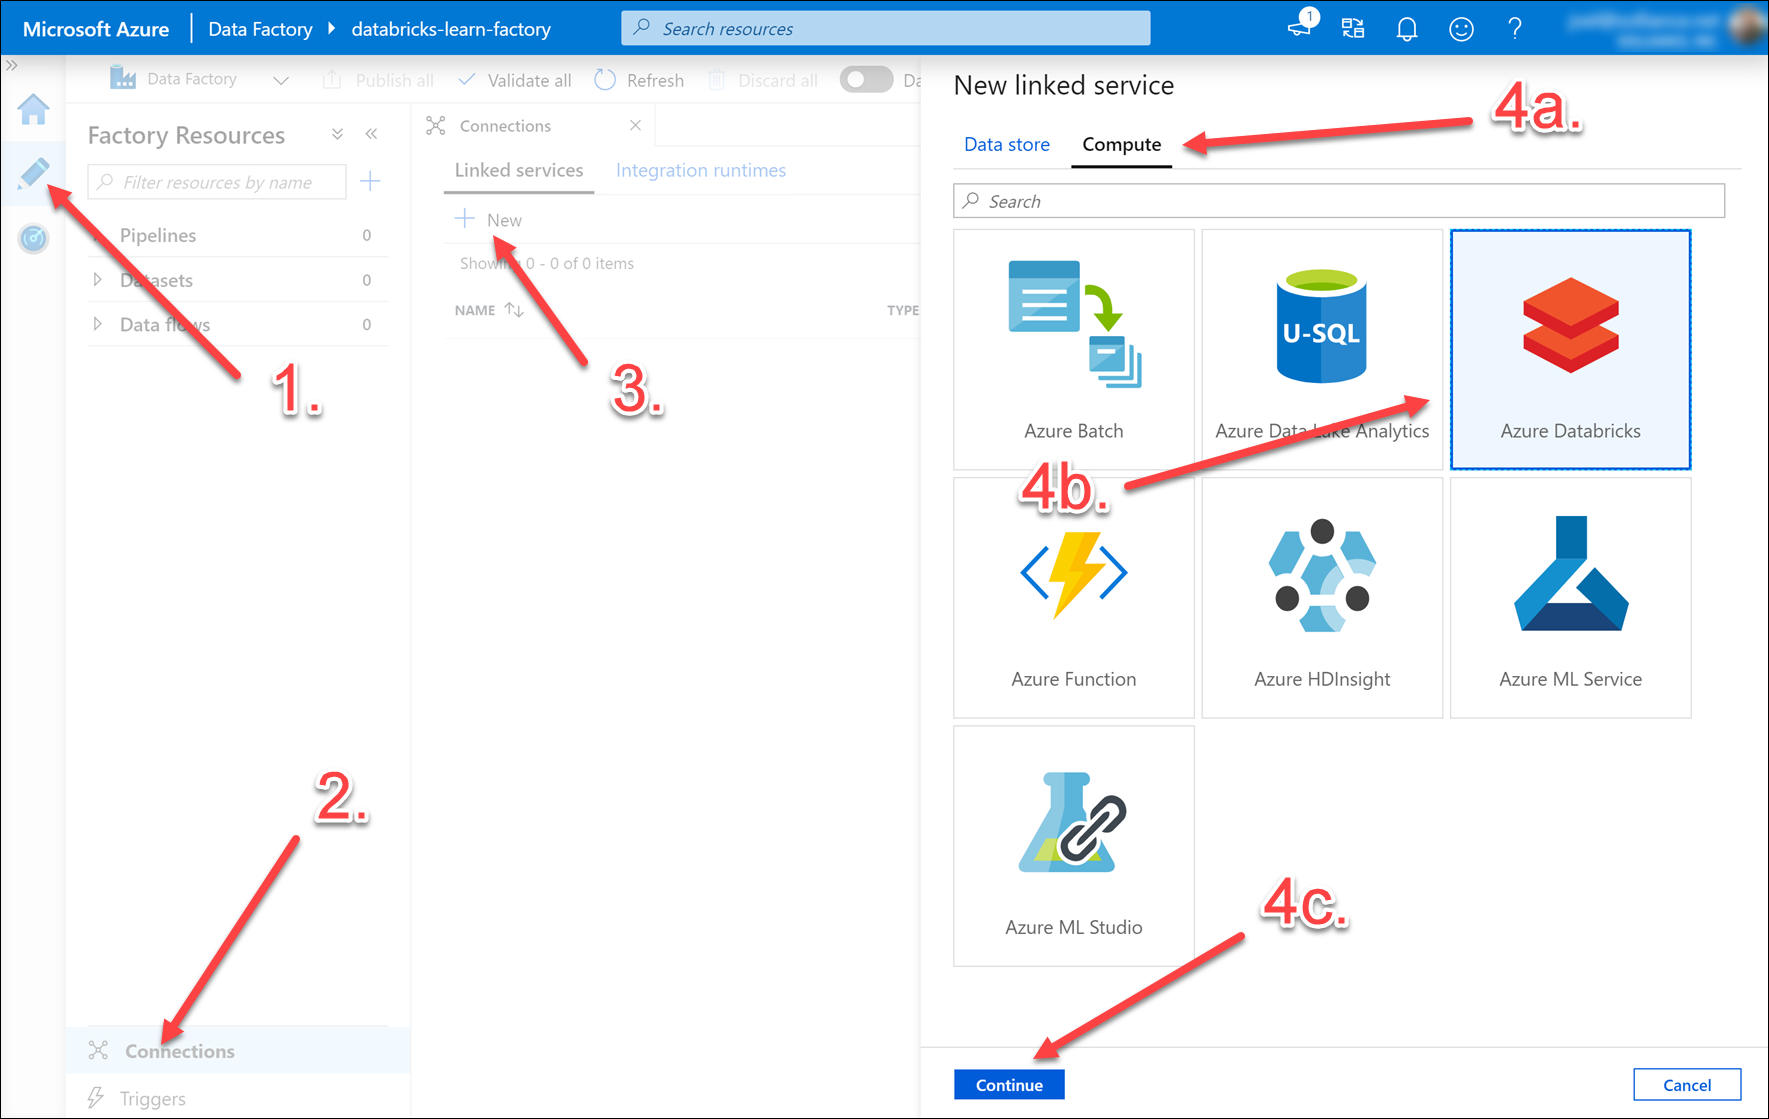 Microsoft Azure
Data Factory
databricks-learn-factory
Search resources
1
?
Data Factory
Publish all
Validate all
Refresh
Discard all
Da
Factory Resources
Filter resources by name
Pipelines 0
Datasets 0
Data flows 0
1.
2.
Connections
Triggers
Connections
Linked services
Integration runtimes
New
Showing 0 - 0 of 0 items
NAME
TYPE
3.
New linked service
4a.
Data store
Compute
Search
U-SQL
Azure Batch
Azure Data Lake Analytics
Azure Databricks
4b.
Azure Function
Azure HDInsight
Azure ML Service
Azure ML Studio
4c.
Continue
Cancel